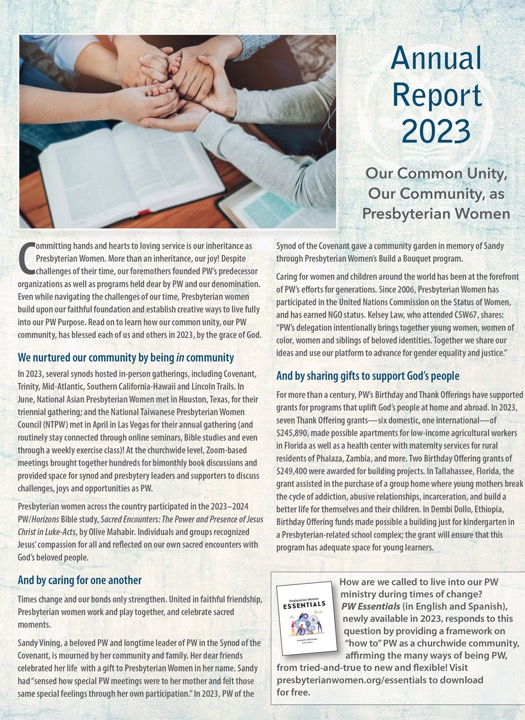 Annual
Report
2023
Our Common Unity,
Our Community, as
Presbyterian Women
Committing hands and hearts to loving service is our inheritance as
Presbyterian Women. More than an inheritance, our joy! Despite
challenges of their time, our foremothers founded PW's predecessor
organizations as well as programs held dear by PW and our denomination.
Even while navigating the challenges of our time, Presbyterian women
build upon our faithful foundation and establish creative ways to live fully
into our PW Purpose. Read on to learn how our common unity, our PW
community, has blessed each of us and others in 2023, by the grace of God.
We nurtured our community by being in community
In 2023, several synods hosted in-person gatherings, including Covenant,
Trinity, Mid-Atlantic, Southern California-Hawaii and Lincoln Trails. In
June, National Asian Presbyterian Women met in Houston, Texas, for their
triennial gathering; and the National Taiwanese Presbyterian Women
Council (NTPW) met in April in Las Vegas for their annual gathering (and
routinely stay connected through online seminars, Bible studies and even
through a weekly exercise class)! At the churchwide level, Zoom-based
meetings brought together hundreds for bimonthly book discussions and
provided space for synod and presbytery leaders and supporters to discuss
challenges, joys and opportunities as PW.
Presbyterian women across the country participated in the 2023–2024
PW/Horizons Bible study, Sacred Encounters: The Power and Presence of Jesus
Christ in Luke-Acts, by Olive Mahabir. Individuals and groups recognized
Jesus' compassion for all and reflected on our own sacred encounters with
God's beloved people.
And by caring for one another
Times change and our bonds only strengthen. United in faithful friendship,
Presbyterian women work and play together, and celebrate sacred
moments.
Sandy Vining, a beloved PW and longtime leader of PW in the Synod of the
Covenant, is mourned by her community and family. Her dear friends
celebrated her life with a gift to Presbyterian Women in her name. Sandy
had "sensed how special PW meetings were to her mother and felt those
same special feelings through her own participation." In 2023, PW of the
Synod of the Covenant gave a community garden in memory of Sandy
through Presbyterian Women's Build a Bouquet program.
Caring for women and children around the world has been at the forefront
of PW's efforts for generations. Since 2006, Presbyterian Women has
participated in the United Nations Commission on the Status of Women,
and has earned NGO status. Kelsey Law, who attended CSW67, shares:
"PW's delegation intentionally brings together young women, women of
color, women and siblings of beloved identities. Together we share our
ideas and use our platform to advance for gender equality and justice."
And by sharing gifts to support God's people
For more than a century, PW's Birthday and Thank Offerings have supported
grants for programs that uplift God's people at home and abroad. In 2023,
seven Thank Offering grants—six domestic, one international—of
$245,890, made possible apartments for low-income agricultural workers
in Florida as well as a health center with maternity services for rural
residents of Phalaza, Zambia, and more. Two Birthday Offering grants of
$249,400 were awarded for building projects. In Tallahassee, Florida, the
grant assisted in the purchase of a group home where young mothers break
the cycle of addiction, abusive relationships, incarceration, and build a
better life for themselves and their children. In Dembi Dollo, Ethiopia,
Birthday Offering funds made possible a building just for kindergarten in
a Presbyterian-related school complex; the grant will ensure that this
program has adequate space for young learners.
Presbyterian Women
ESSENTIALS
How are we called to live into our PW
ministry during times of change?
PW Essentials (in English and Spanish),
newly available in 2023, responds to this
question by providing a framework on
"how to" PW as a churchwide community,
affirming the many ways of being PW,
from tried-and-true to new and flexible! Visit
presbyterianwomen.org/essentials to download
for free.